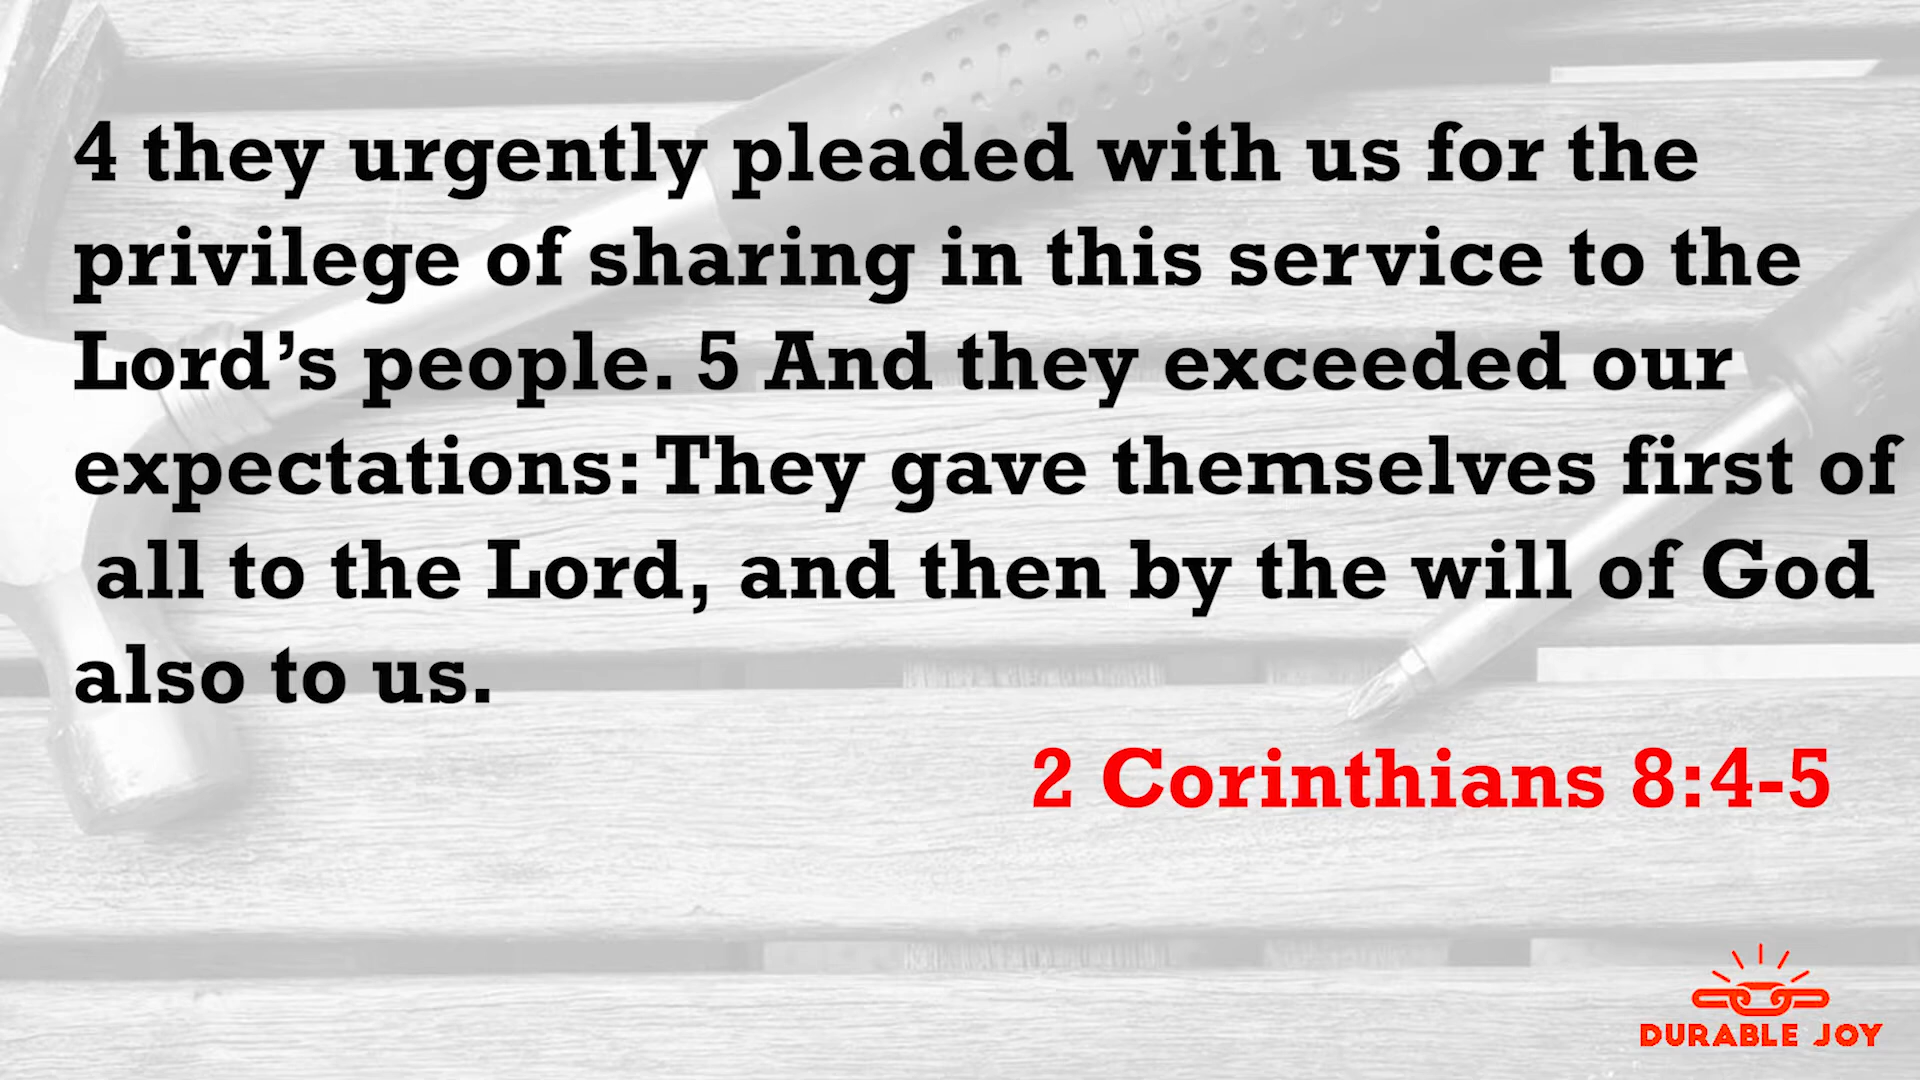 4 they urgently pleaded with us for the
privilege of sharing in this service to the
Lord’s people. 5 And they exceeded our
expectations: They gave themselves first of
all to the Lord, and then by the will of God
also to us.
2 Corinthians 8:4-5
DURABLE JOY